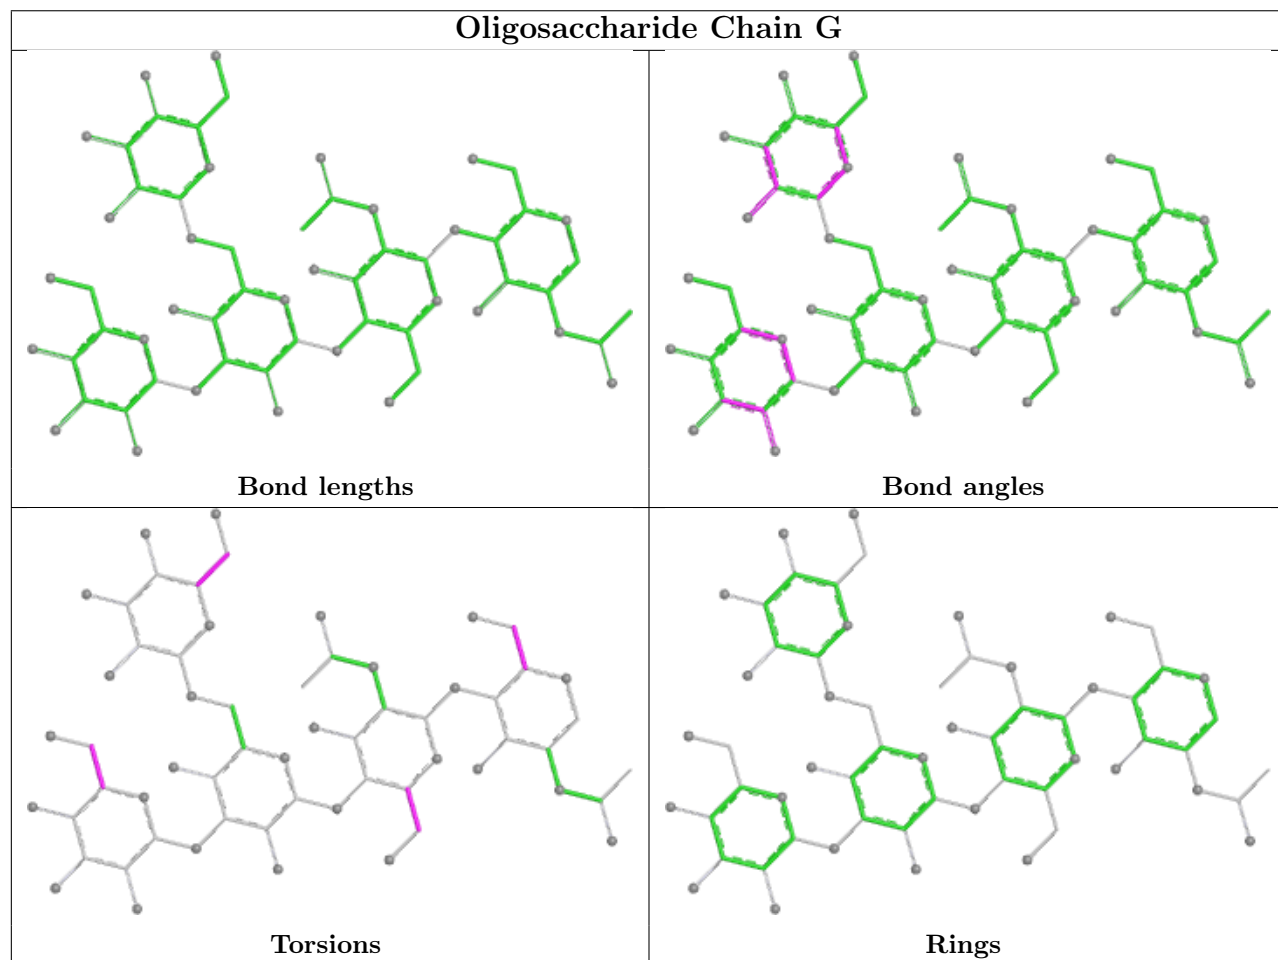 Oligosaccharide Chain G
Bond lengths
Bond angles
Torsions
Rings